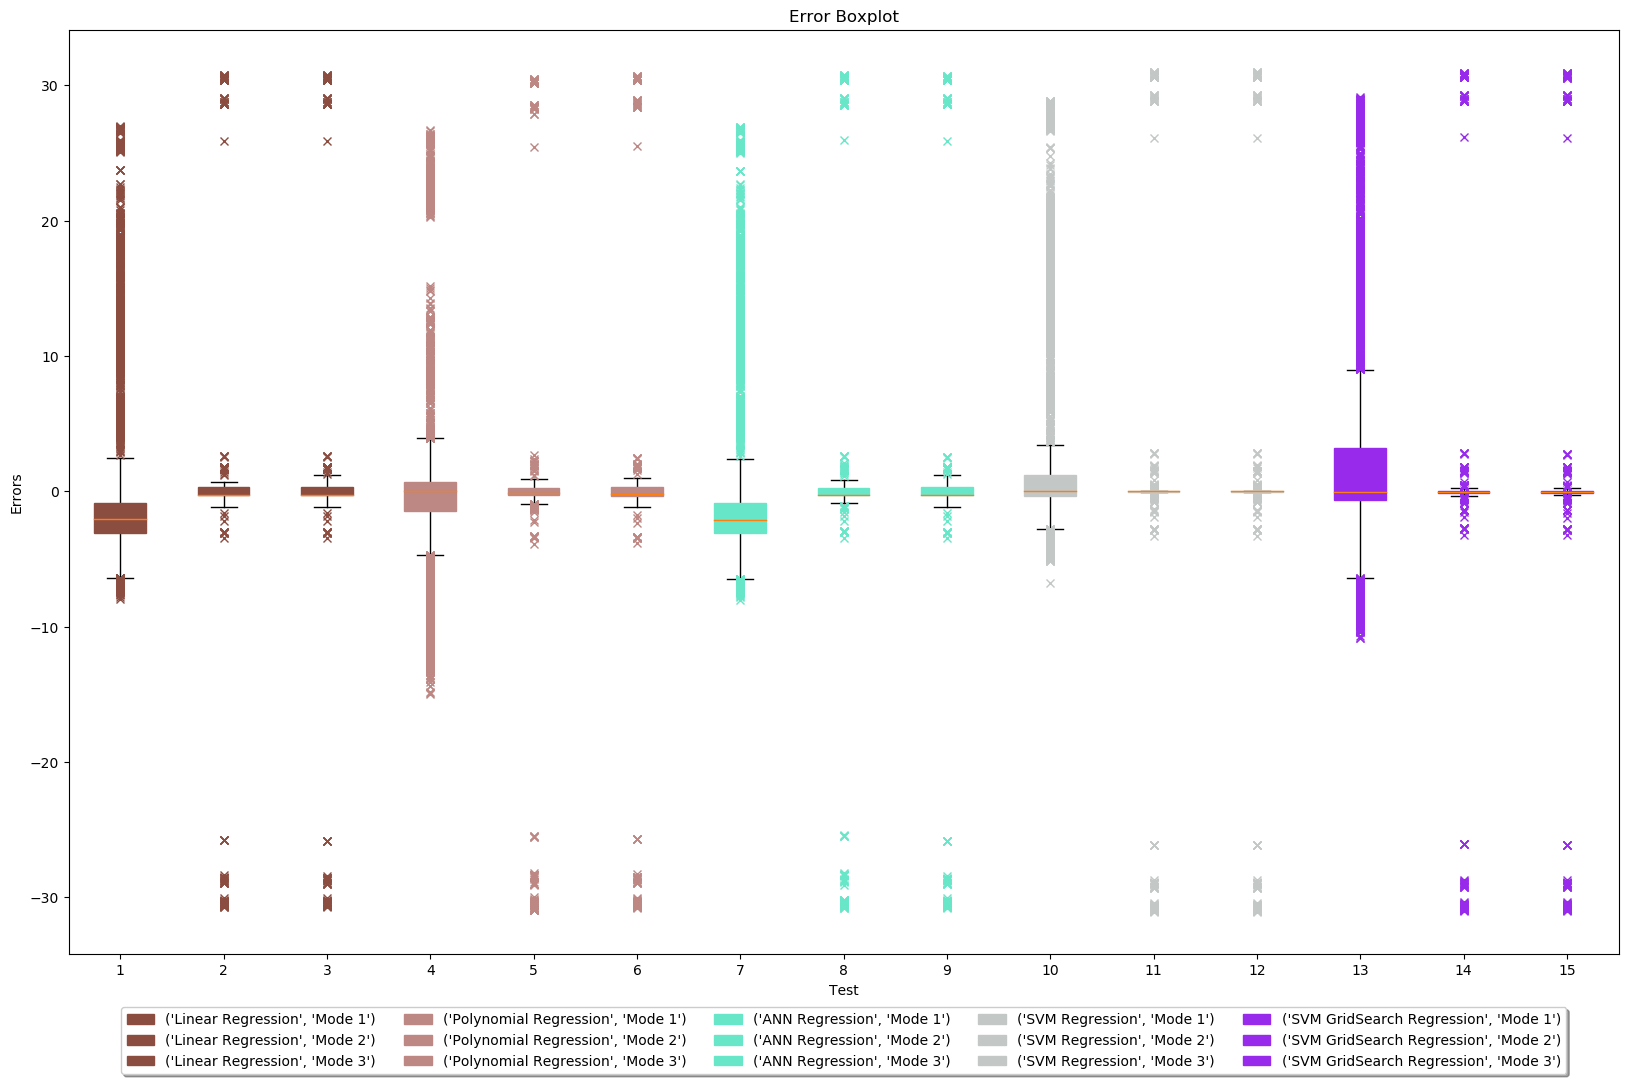 Error Boxplot
30
20
10
0
−10
−20
−30
Errors
1 2 3 4 5 6 7 8 9 10 11 12 13 14 15
Test
('Linear Regression', 'Mode 1') ('Polynomial Regression', 'Mode 1') ('ANN Regression', 'Mode 1') ('SVM Regression', 'Mode 1') ('SVM GridSearch Regression', 'Mode 1')
('Linear Regression', 'Mode 2') ('Polynomial Regression', 'Mode 2') ('ANN Regression', 'Mode 2') ('SVM Regression', 'Mode 2') ('SVM GridSearch Regression', 'Mode 2')
('Linear Regression', 'Mode 3') ('Polynomial Regression', 'Mode 3') ('ANN Regression', 'Mode 3') ('SVM Regression', 'Mode 3') ('SVM GridSearch Regression', 'Mode 3')